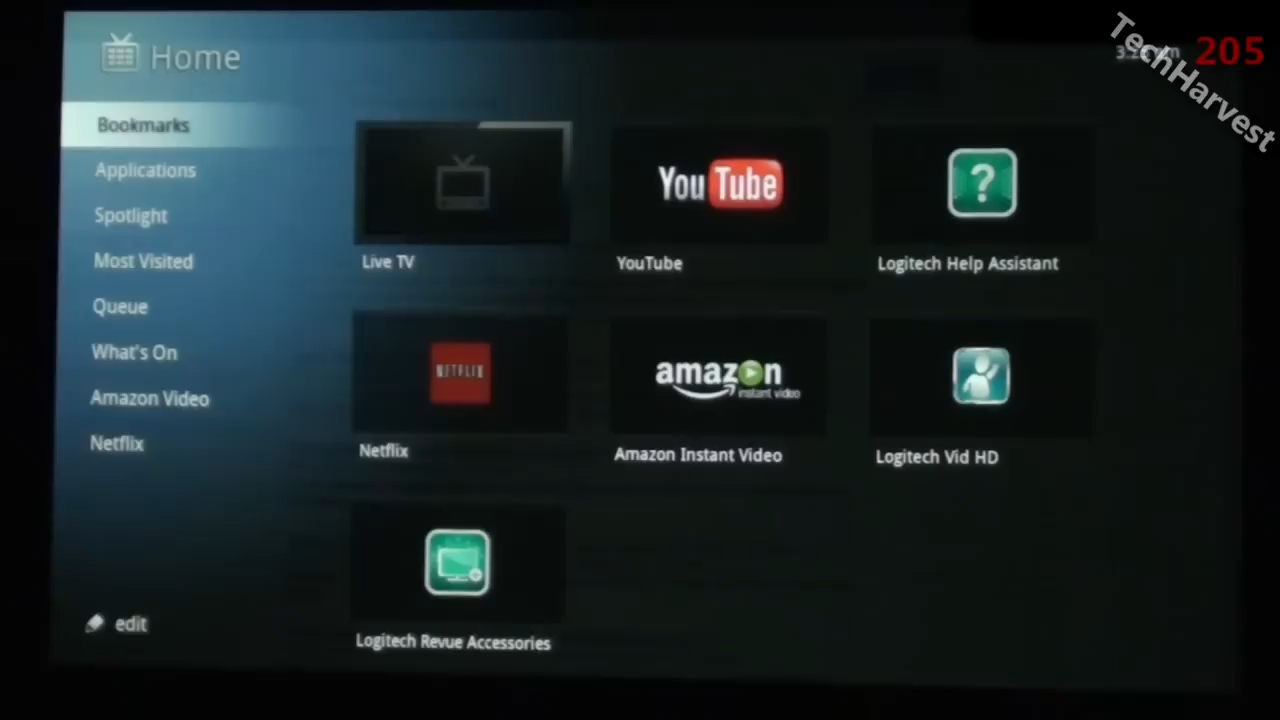 Home
TechHarvest
205
Bookmarks
Applications
Spotlight
Most Visited
Queue
What's On
Amazon Video
Netflix
edit
Live TV
YouTube
YouTube
Logitech Help Assistant
?
NETFLIX
Netflix
amazon
instant video
Amazon Instant Video
Logitech Vid HD
Logitech Revue Accessories